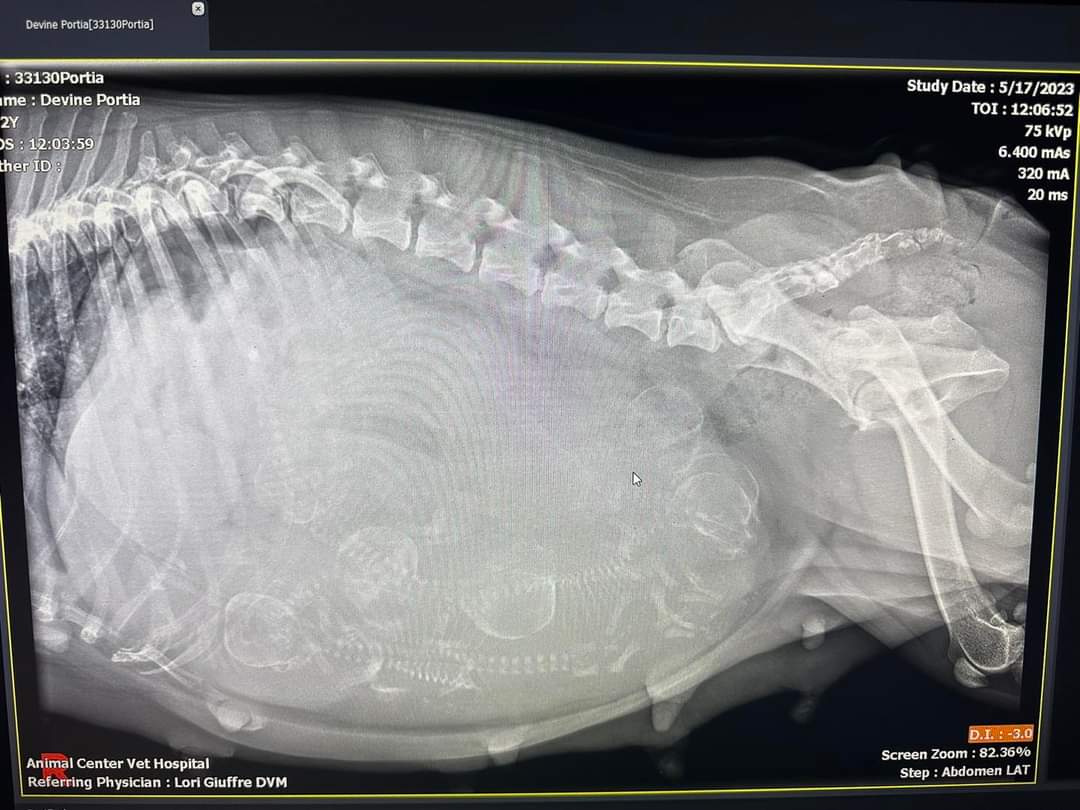 Devine Portia[33130Portia]
: 33130Portia
me : Devine Portia
2Y
OS : 12:03:59
ther ID :
Study Date : 5/17/2023
TOI : 12:06:52
75 kVp
6.400 mAs
320 mA
20 ms
R
Animal Center Vet Hospital
Referring Physician : Lori Giuffre DVM
D.I. : -3.0
Screen Zoom : 82.36%
Step : Abdomen LAT